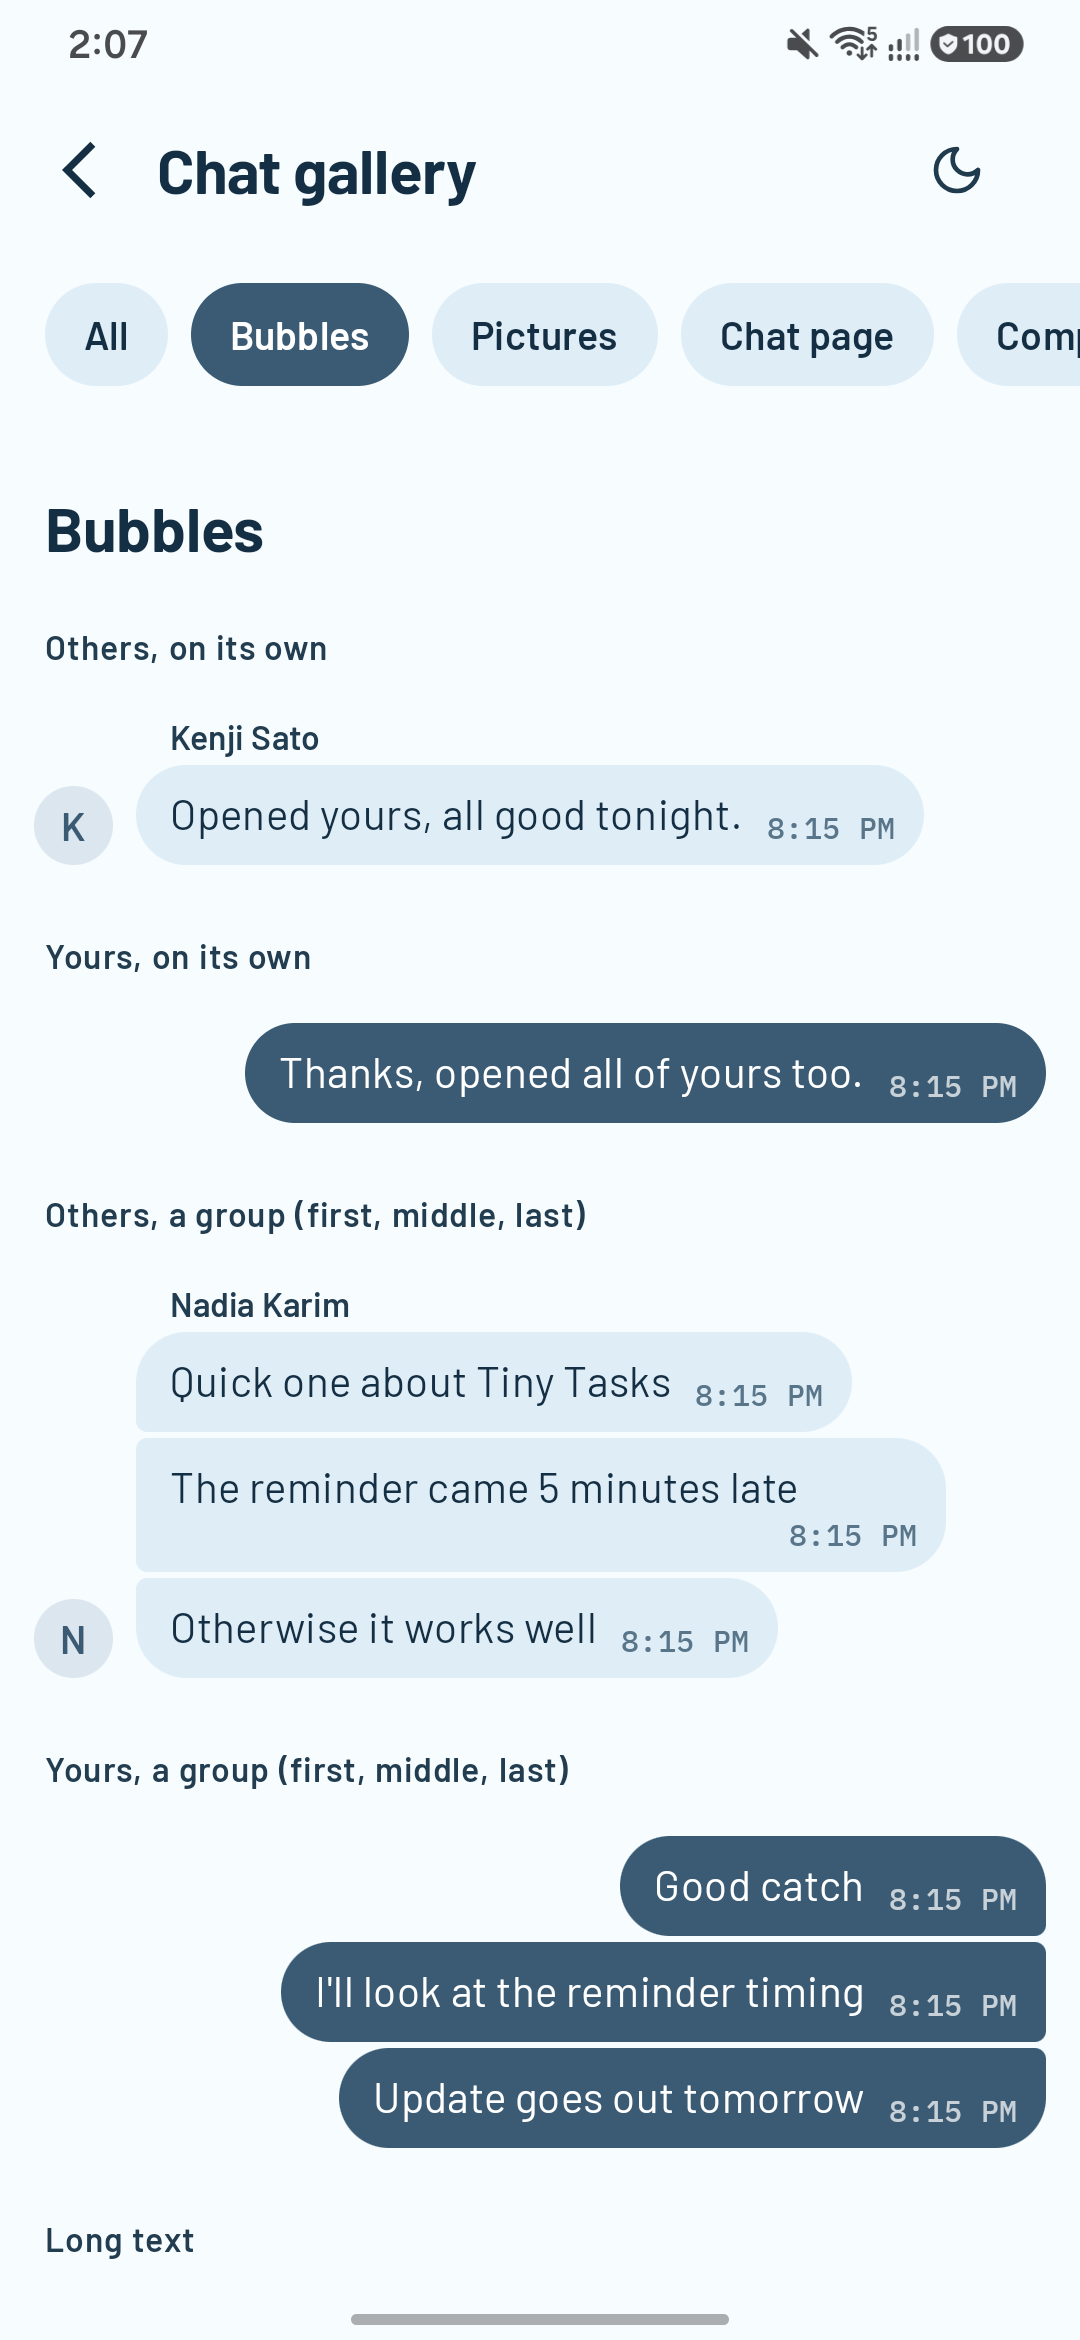 2:07
5
100
Chat gallery
All
Bubbles
Pictures
Chat page
Bubbles
Others, on its own
Kenji Sato
K
Opened yours, all good tonight. 8:15 PM
Yours, on its own
Thanks, opened all of yours too. 8:15 PM
Others, a group (first, middle, last)
Nadia Karim
Quick one about Tiny Tasks 8:15 PM
The reminder came 5 minutes late
8:15 PM
N
Otherwise it works well 8:15 PM
Yours, a group (first, middle, last)
Good catch 8:15 PM
I'll look at the reminder timing 8:15 PM
Update goes out tomorrow 8:15 PM
Long text